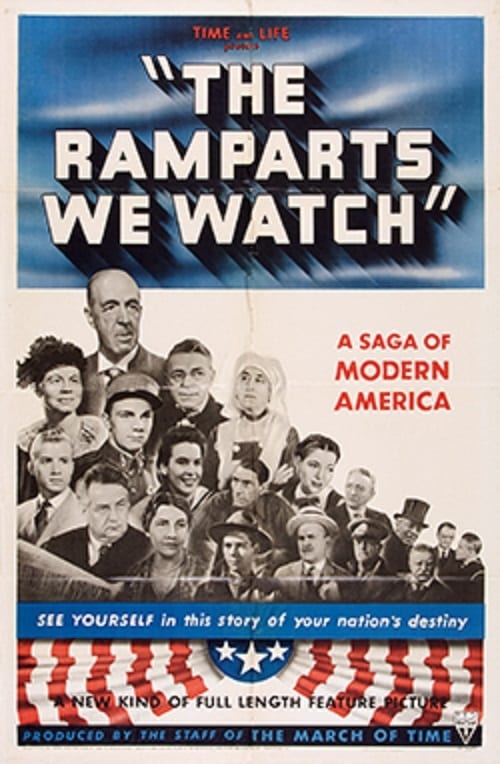 TIME and LIFE
present
"THE
RAMPARTS
WE WATCH"
A SAGA OF
MODERN
AMERICA
SEE YOURSELF in this story of your nation's destiny
A NEW KIND OF FULL LENGTH FEATURE PICTURE
PRODUCED BY THE STAFF OF THE MARCH OF TIME